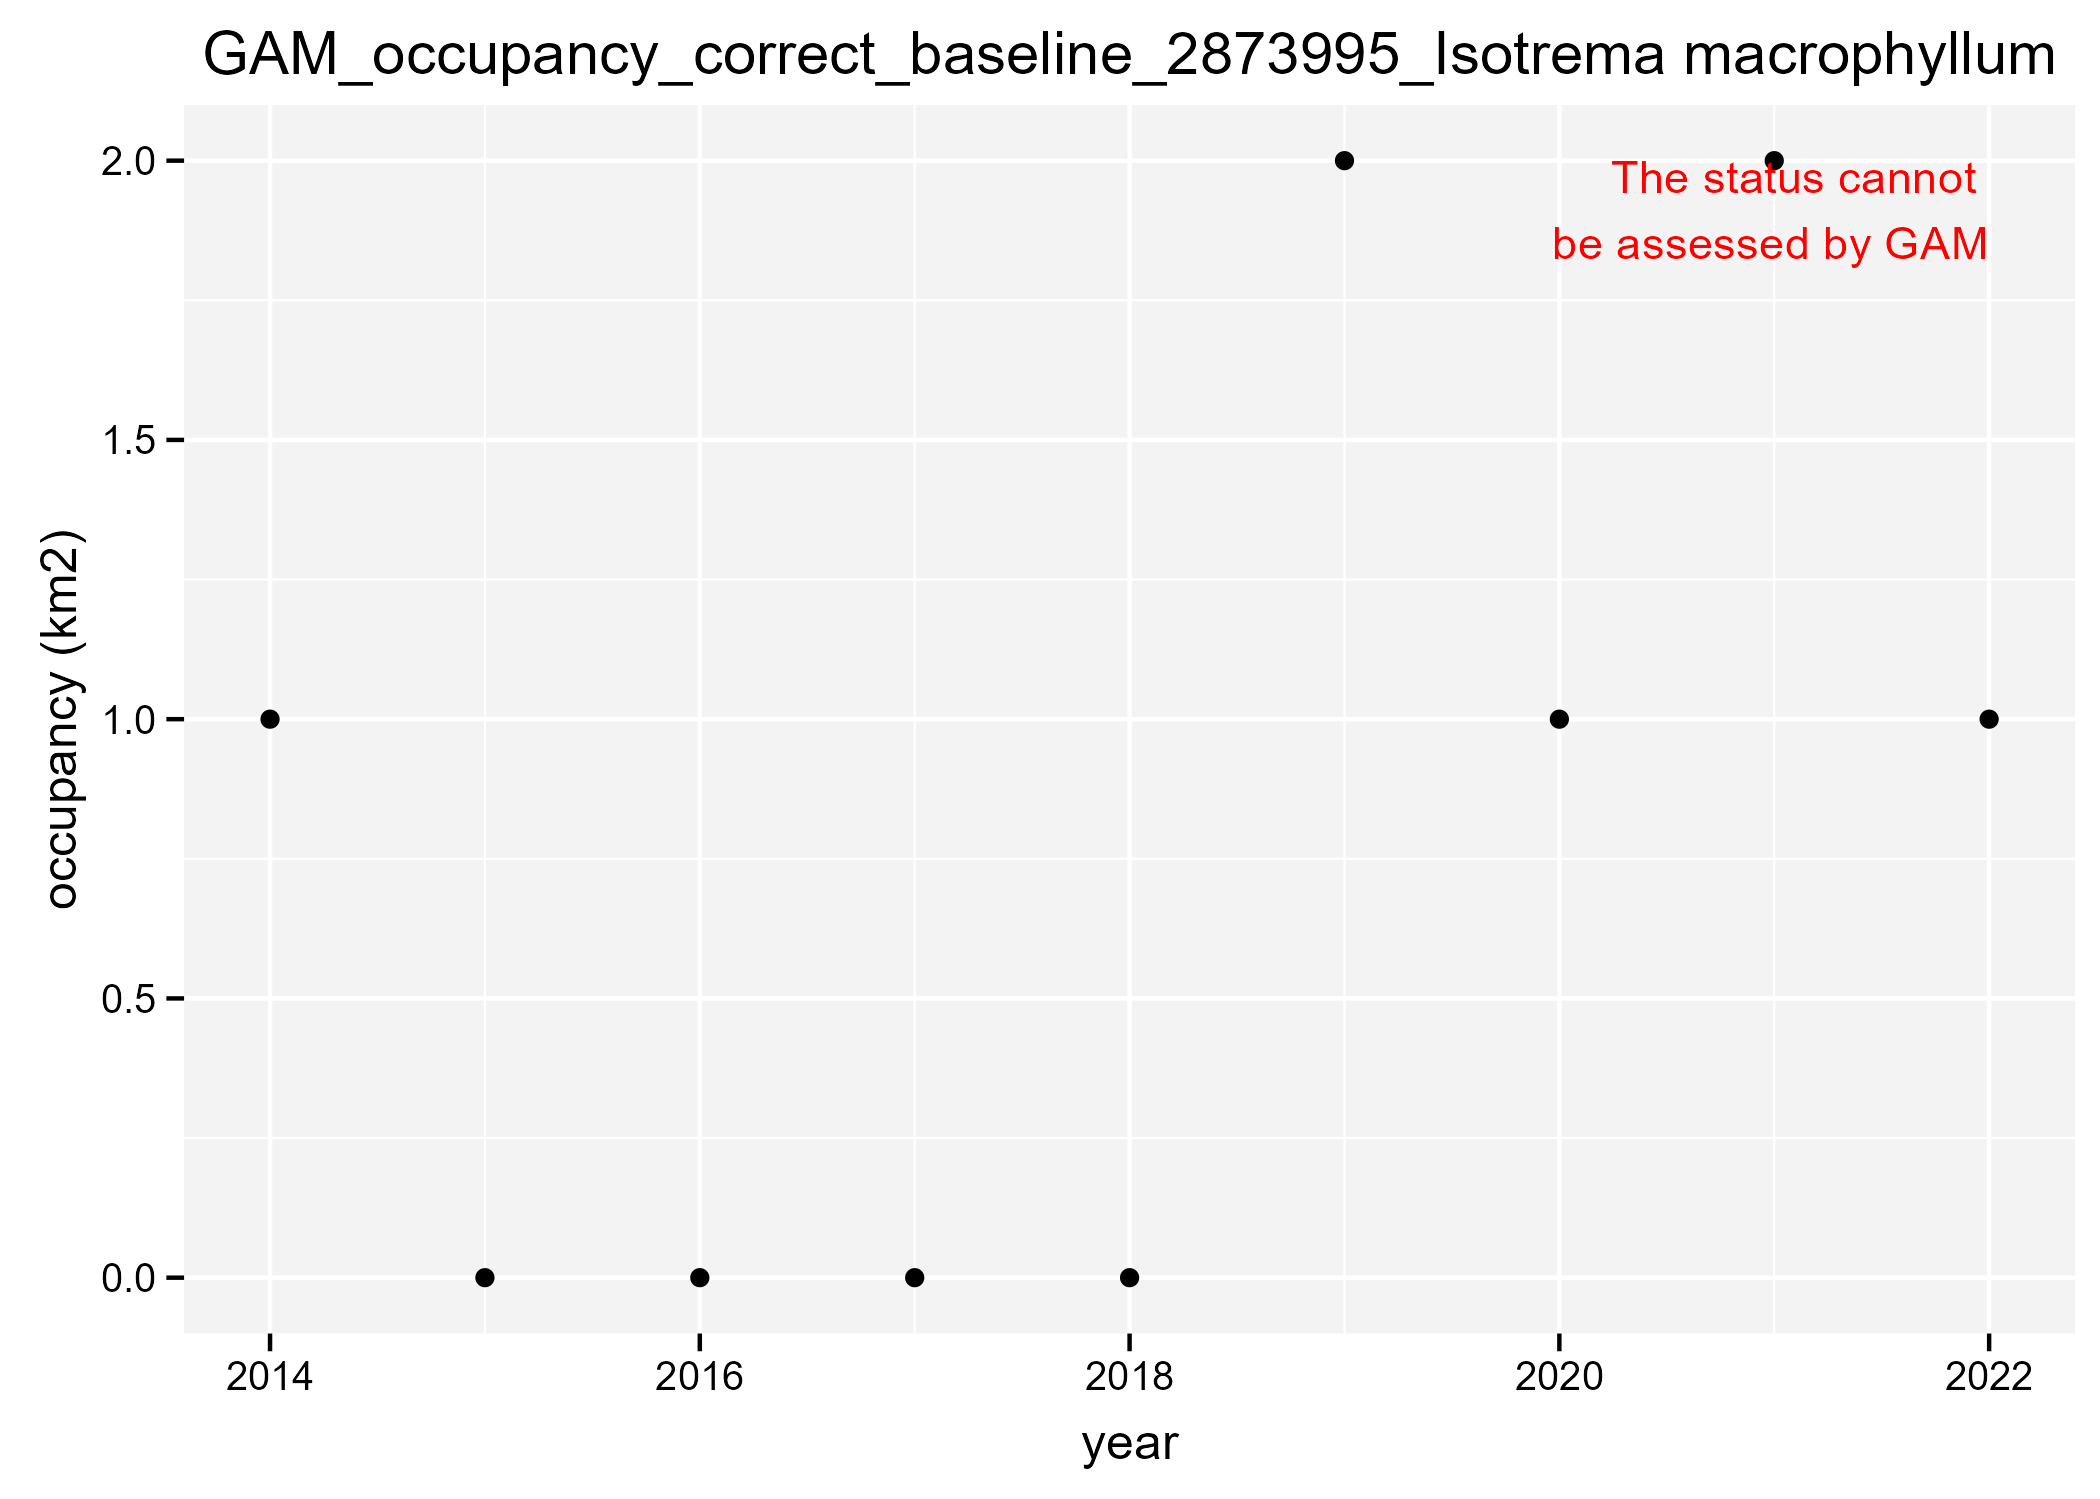 GAM_occupancy_correct_baseline_2873995_Isotrema macrophyllum
2.0
The status cannot
be assessed by GAM
1.5
occupancy (km2)
1.0
0.5
0.0
2014 2016 2018 2020 2022
year